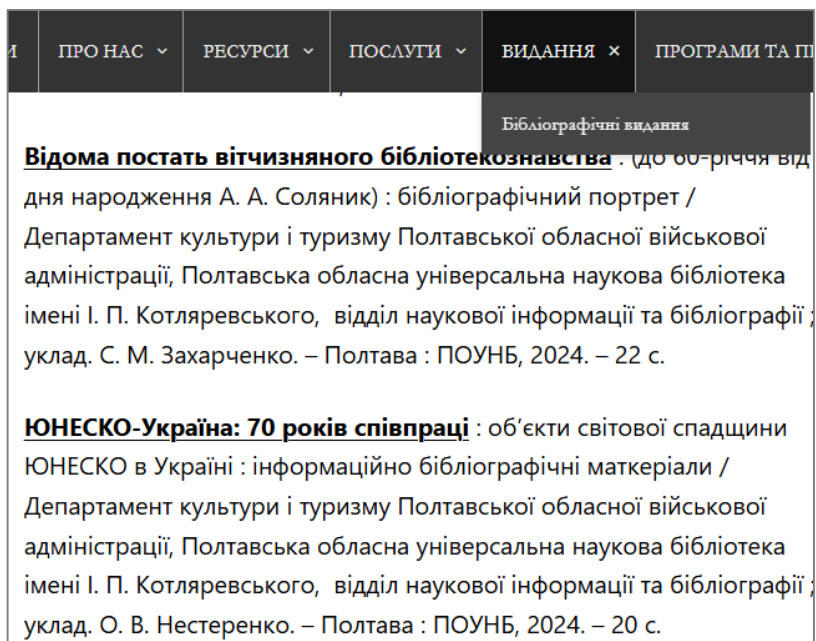 ПРО НАС РЕСУРСИ ПОСЛУГИ ВИДАННЯ ПРОГРАМИ ТА
Бібліографічні видання
Відома постать вітчизняного бібліотекознавства : (до 60-річчя від
дня народження А. А. Соляник) : бібліографічний портрет /
Департамент культури і туризму Полтавської обласної військової
адміністрації, Полтавська обласна універсальна наукова бібліотека
імені І. П. Котляревського, відділ наукової інформації та бібліографії ;
уклад. С. М. Захарченко. – Полтава : ПОУНБ, 2024. – 22 с.
ЮНЕСКО-Україна: 70 років співпраці : об’єкти світової спадщини
ЮНЕСКО в Україні : інформаційно бібліографічні маткеріали /
Департамент культури і туризму Полтавської обласної військової
адміністрації, Полтавська обласна універсальна наукова бібліотека
імені І. П. Котляревського, відділ наукової інформації та бібліографії ;
уклад. О. В. Нестеренко. – Полтава : ПОУНБ, 2024. – 20 с.